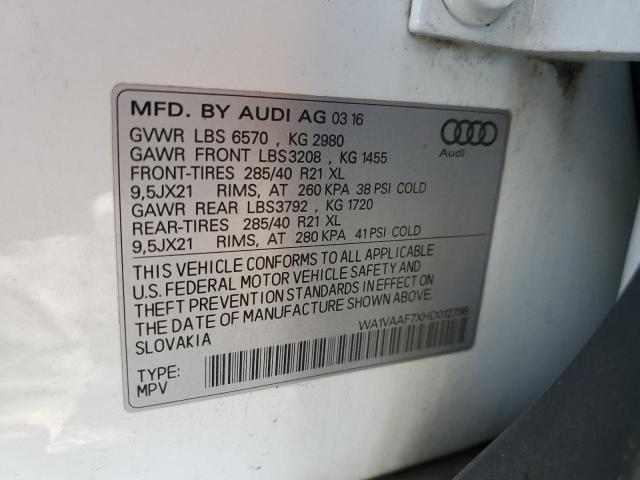 MFD. BY AUDI AG 03 16
GVWR LBS 6570 , KG 2980
GAWR FRONT LBS3208 , KG 1455
FRONT-TIRES 285/40 R21 XL
9,5JX21 RIMS, AT 260 KPA 38 PSI COLD
GAWR REAR LBS3792 , KG 1720
REAR-TIRES 285/40 R21 XL
9,5JX21 RIMS, AT 280 KPA 41 PSI COLD
Audi
THIS VEHICLE CONFORMS TO ALL APPLICABLE
U.S. FEDERAL MOTOR VEHICLE SAFETY AND
THEFT PREVENTION STANDARDS IN EFFECT ON
THE DATE OF MANUFACTURE SHOWN ABOVE.
SLOVAKIA
WA1VAAF7XHD012796
TYPE:
MPV